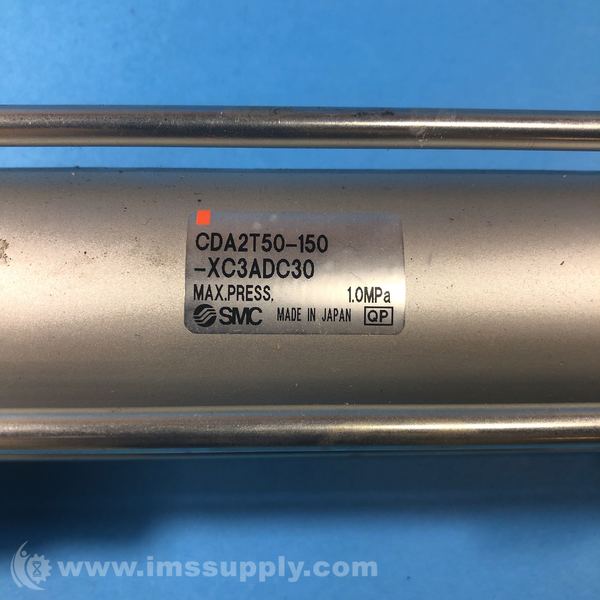 CDA2T50-150
-XC3ADC30
MAX.PRESS. 1.0MPa
SMC MADE IN JAPAN QP
www.imssupply.com